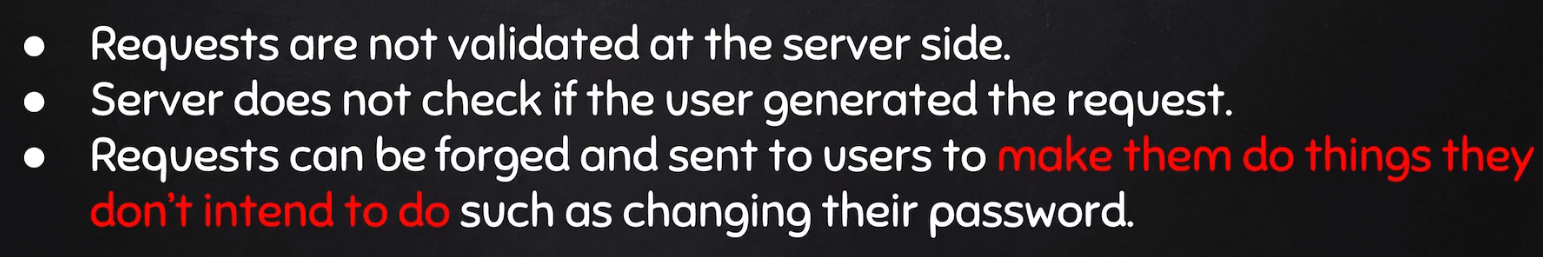 ● Requests are not validated at the server side.
● Server does not check if the user generated the request.
● Requests can be forged and sent to users to make them do things they
don't intend to do such as changing their password.